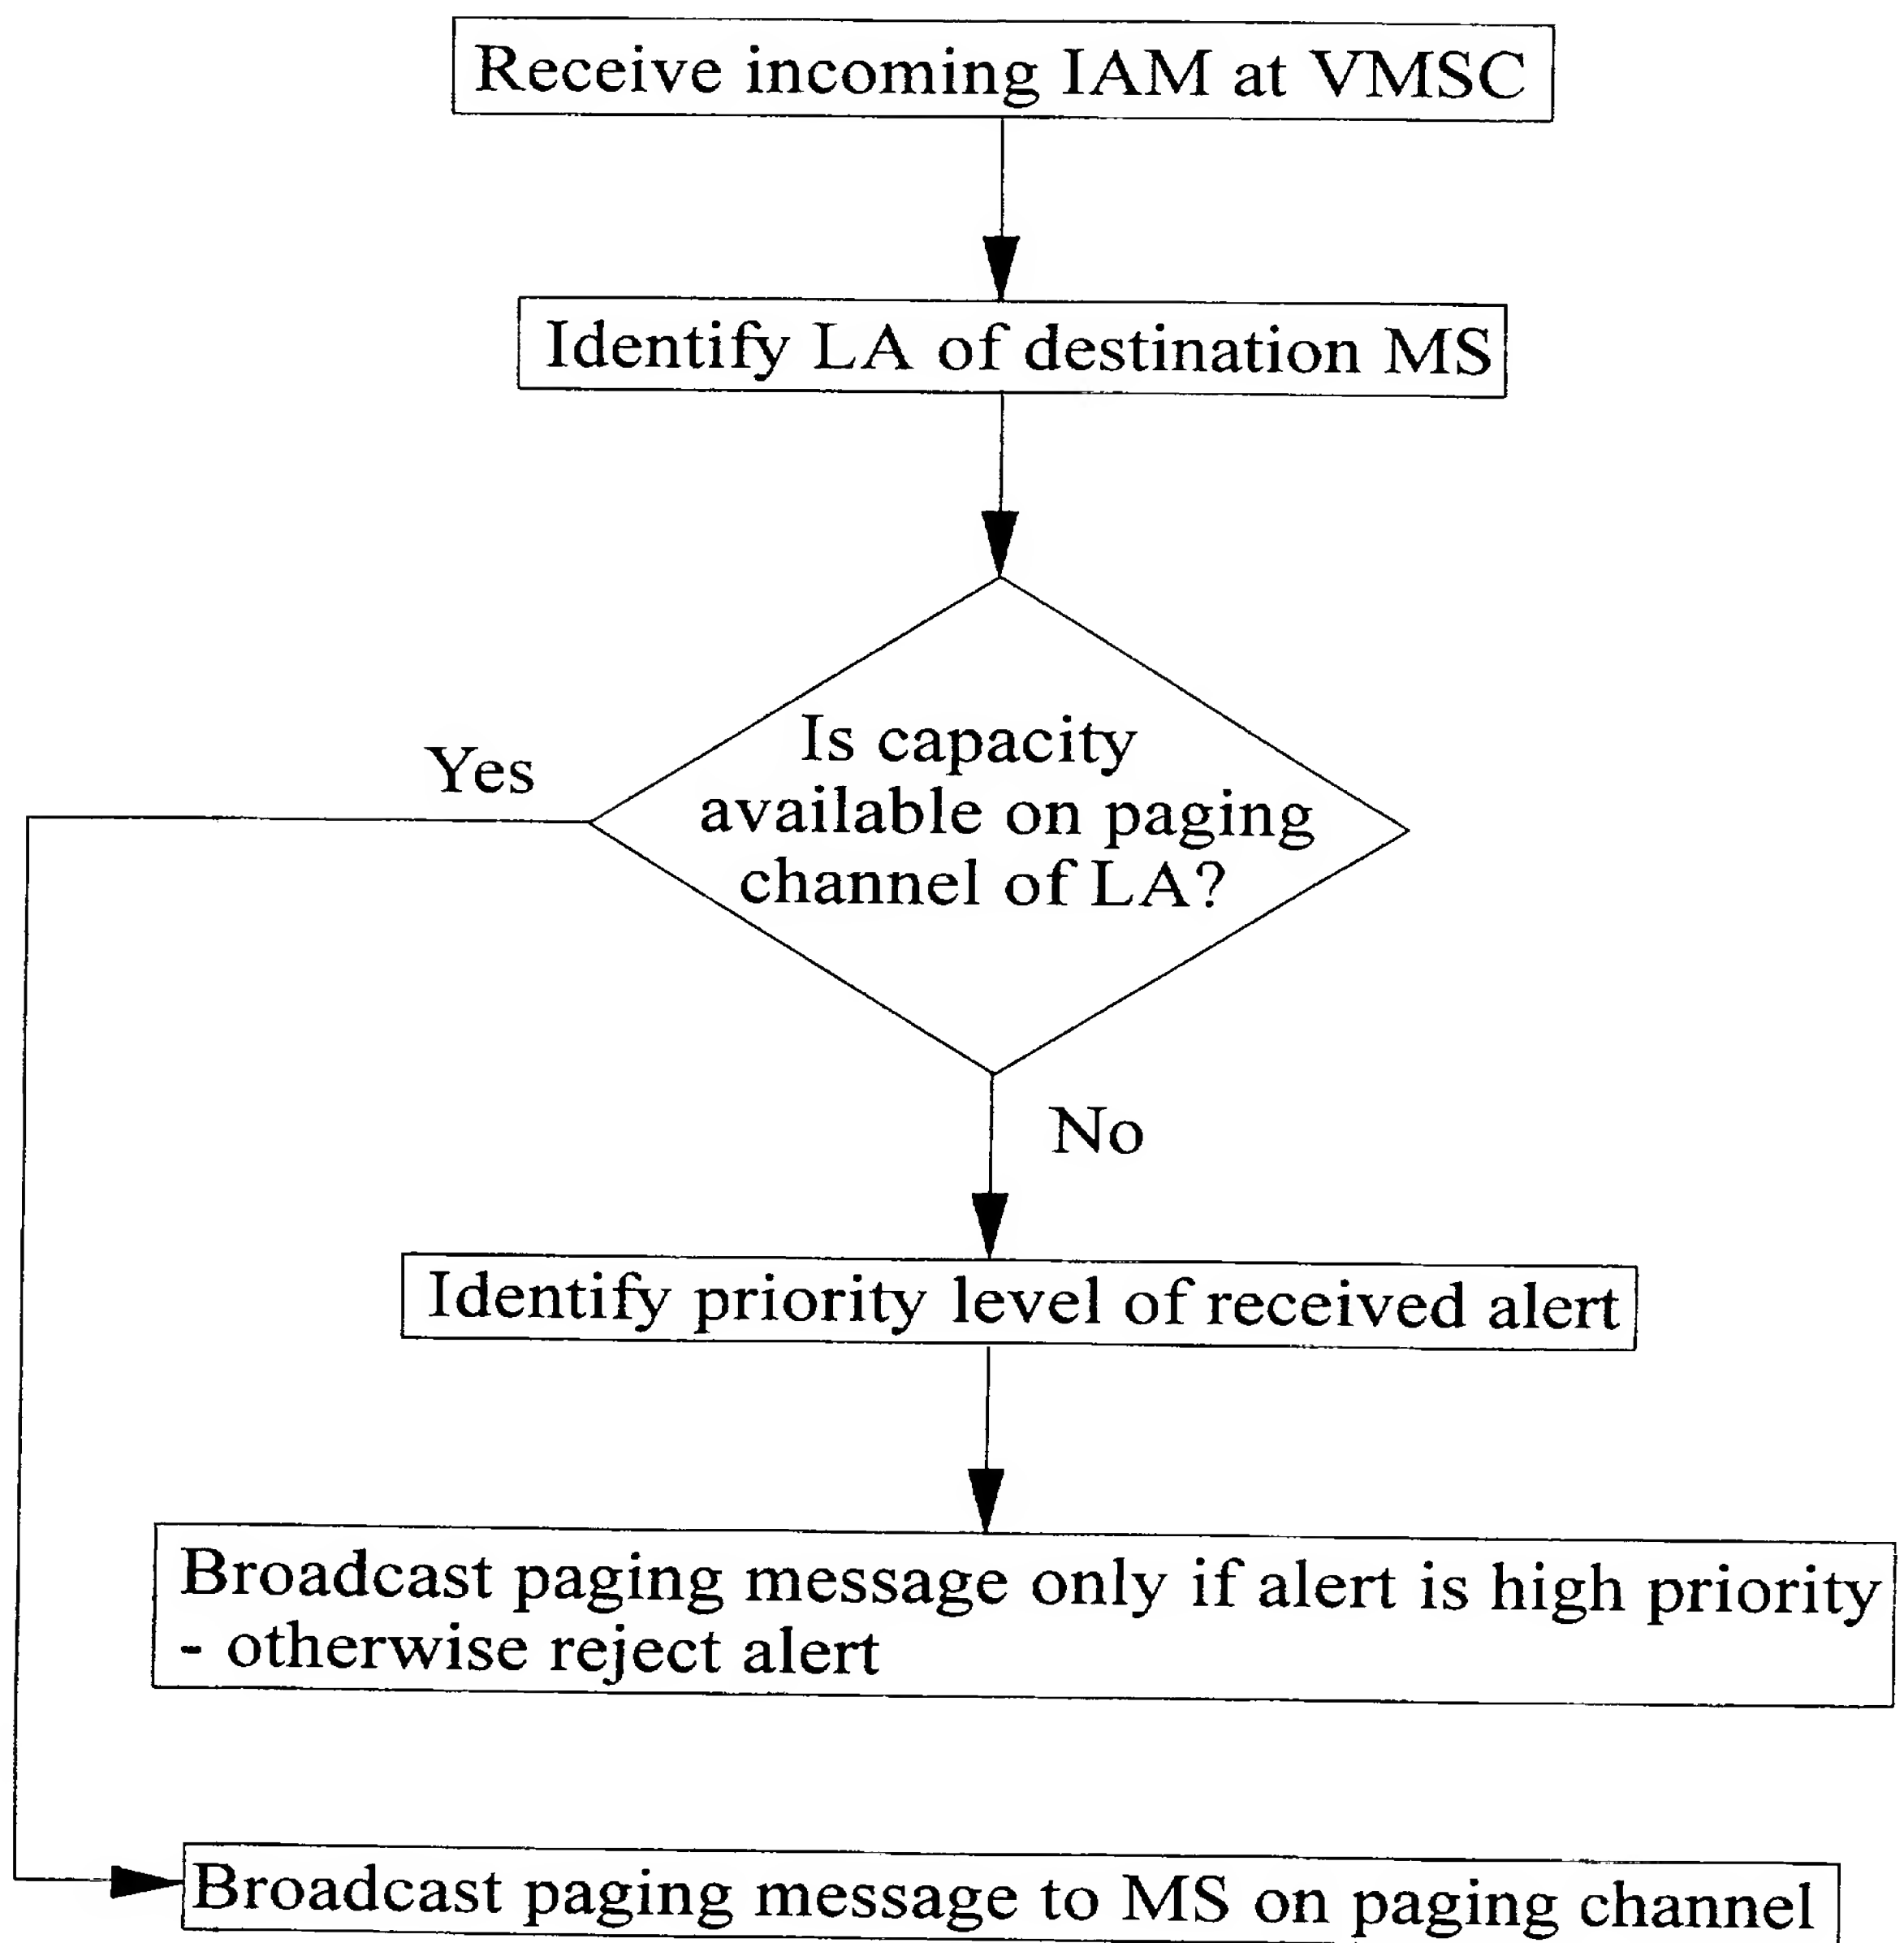 Receive incoming IAM at VMSC
Identify LA of destination MS
Is capacity
available on paging
channel of LA?
Yes
No
Identify priority level of received alert
Broadcast paging message only if alert is high priority
- otherwise reject alert
Broadcast paging message to MS on paging channel